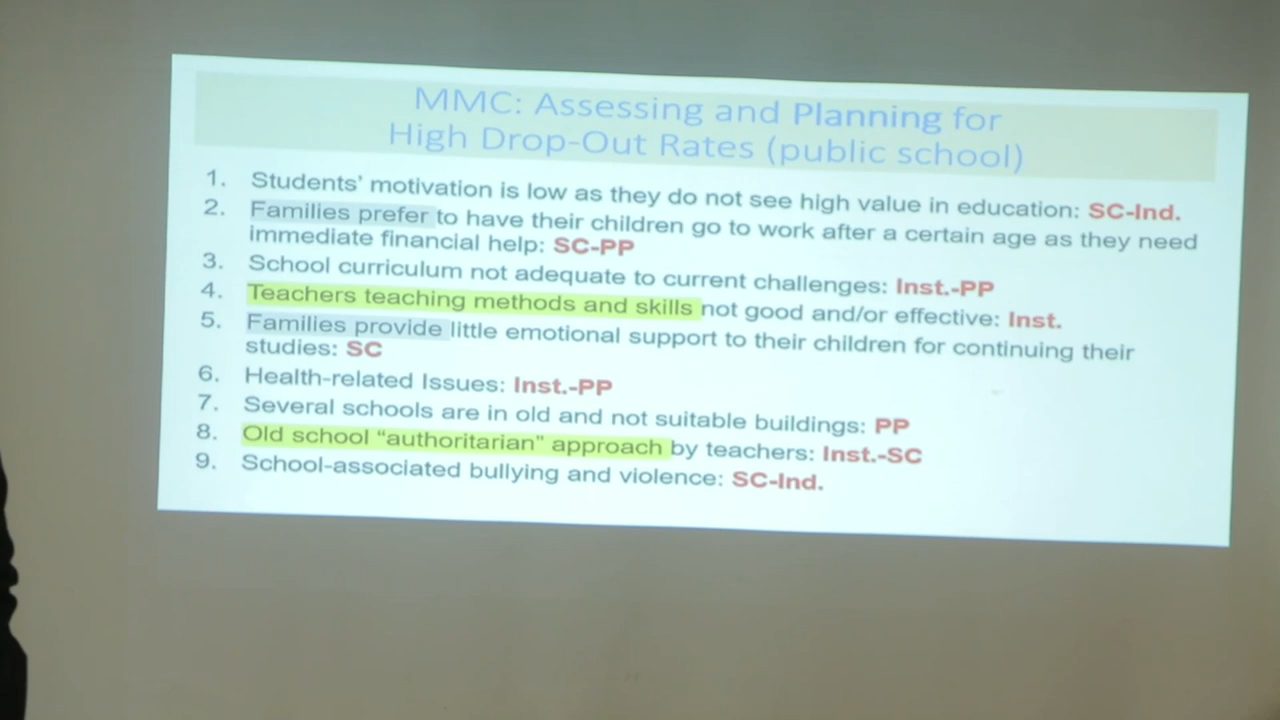 MMC: Assessing and Planning for
High Drop-Out Rates (public school)
1. Students' motivation is low as they do not see high value in education: SC-Ind.
2. Families prefer to have their children go to work after a certain age as they need
immediate financial help: SC-PP
3. School curriculum not adequate to current challenges: Inst.-PP
4. Teachers teaching methods and skills not good and/or effective: Inst.
5. Families provide little emotional support to their children for continuing their
studies: SC
6. Health-related Issues: Inst.-PP
7. Several schools are in old and not suitable buildings: PP
8. Old school “authoritarian” approach by teachers: Inst.-SC
9. School-associated bullying and violence: SC-Ind.